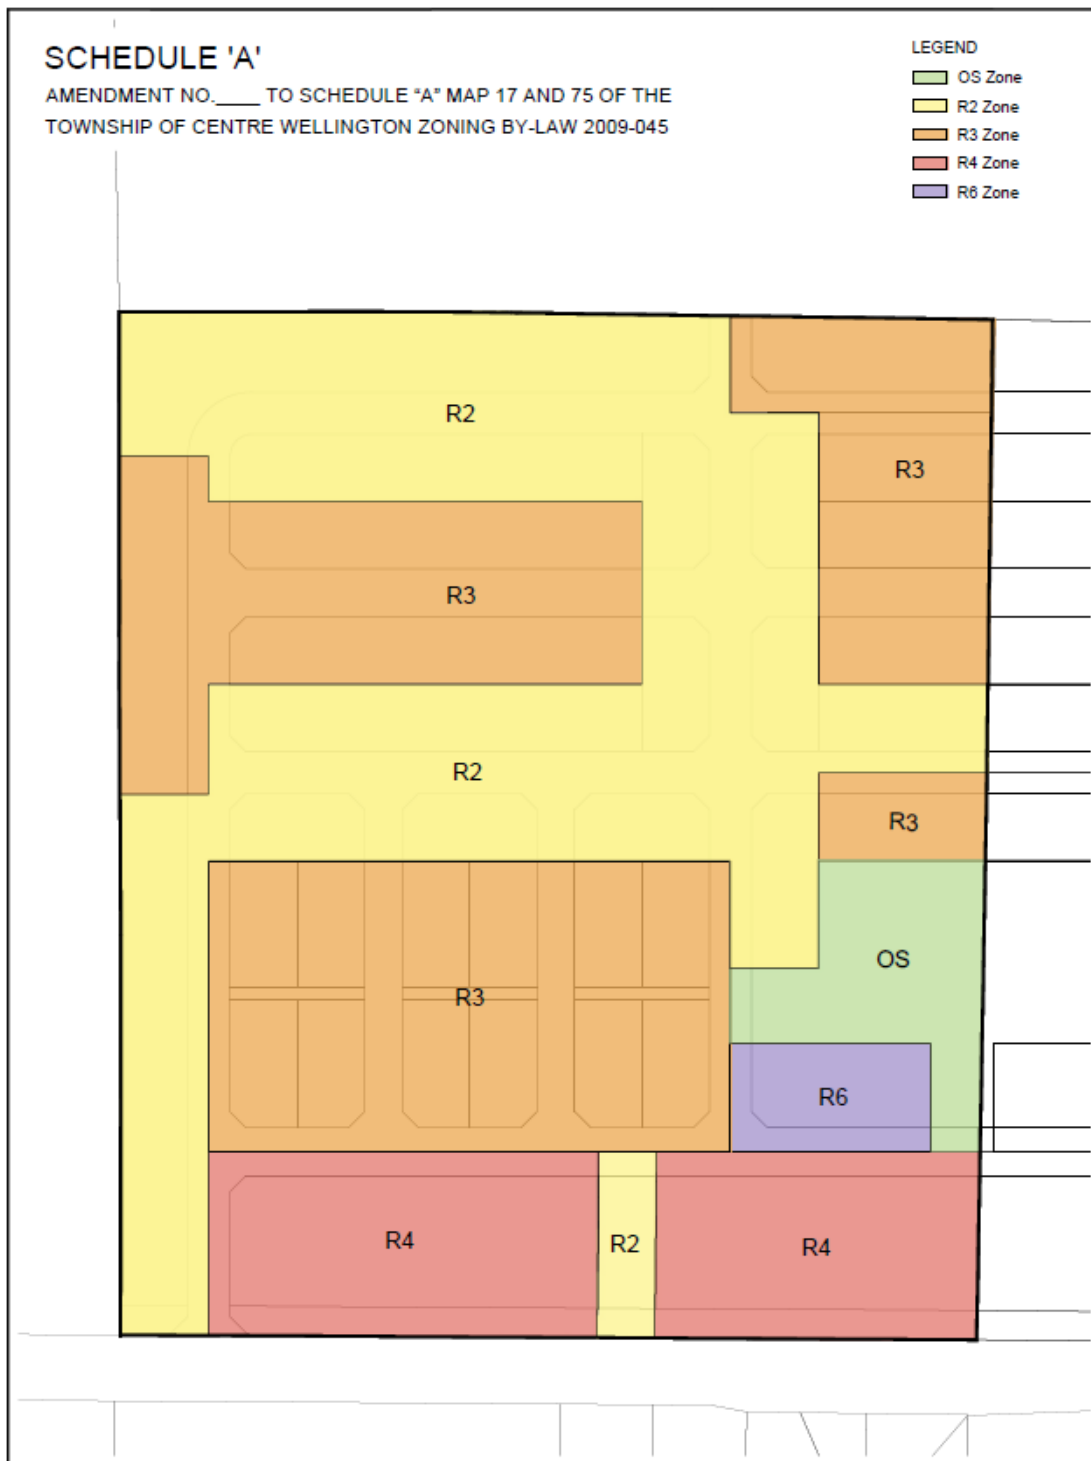 SCHEDULE 'A'
AMENDMENT NO.____ TO SCHEDULE “A” MAP 17 AND 75 OF THE
TOWNSHIP OF CENTRE WELLINGTON ZONING BY-LAW 2009-045
LEGEND
OS Zone
R2 Zone
R3 Zone
R4 Zone
R6 Zone
R2
R3
R3
R2
R3
OS
R3
R6
R4
R2
R4